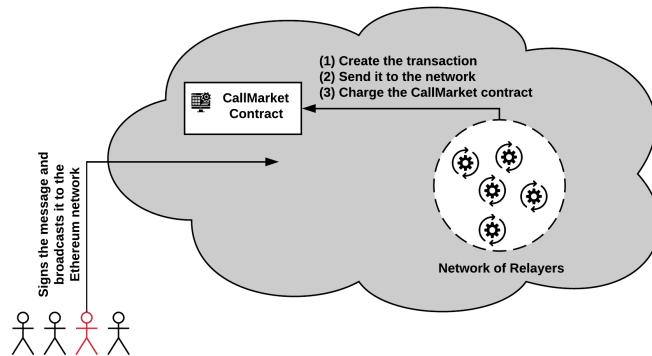 (1) Create the transaction
(2) Send it to the network
(3) Charge the CallMarket contract
CallMarket
Contract
Signs the message and
broadcasts it to the
Ethereum network
Network of Relayers